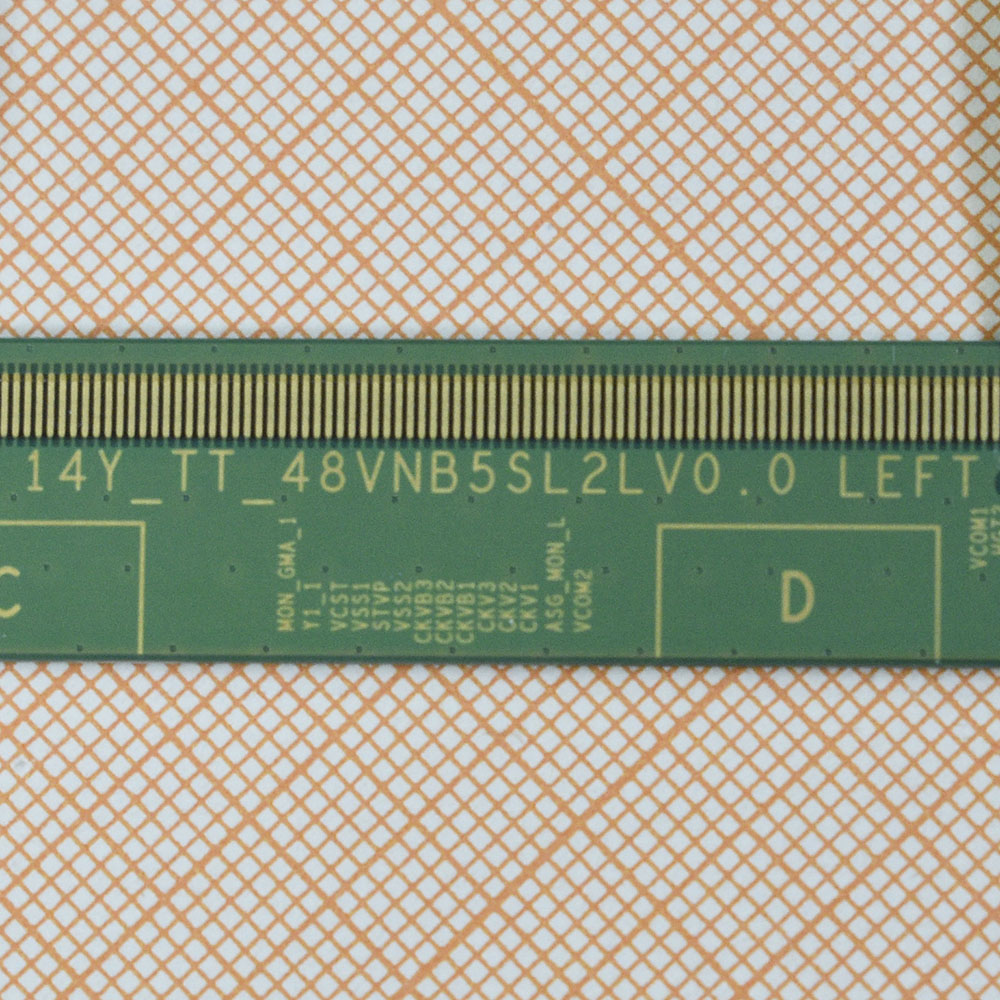 14Y_TT_48VNB5SL2LV0.0 LEFT
C
MON_GMA_1
Y1_1
VCST
VSS1
STVP
VSS2
CKVB3
CKVB2
CKVB1
CKV3
CKV2
CKV1
ASG_MON_L
VCOM2
D
VCOM1